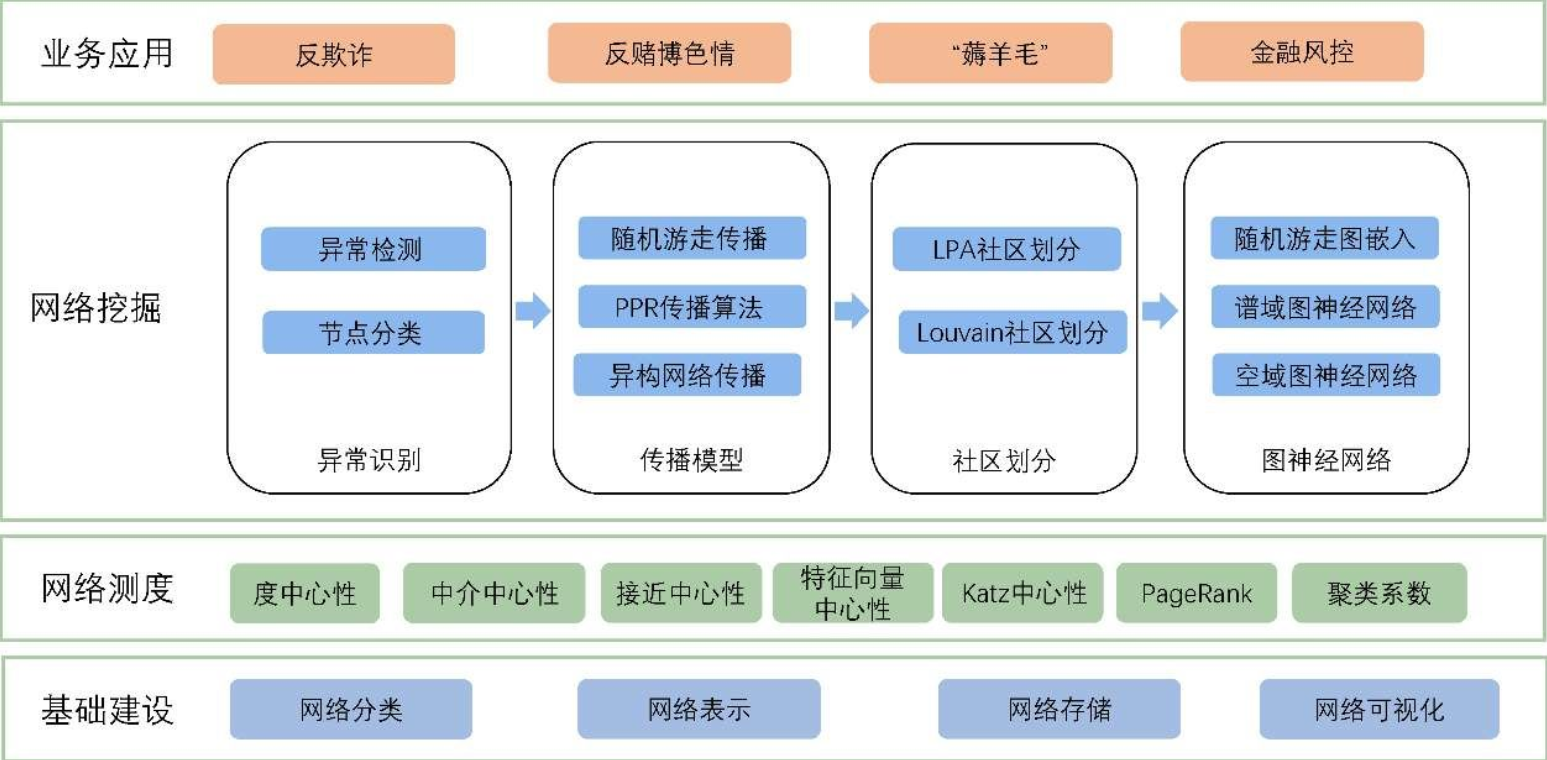 业务应用
反欺诈
反赌博色情
“薅羊毛”
金融风控
网络挖掘
异常检测
节点分类
异常识别
随机游走传播
PPR传播算法
异构网络传播
传播模型
LPA社区划分
Louvain社区划分
社区划分
随机游走图嵌入
谱域图神经网络
空域图神经网络
图神经网络
网络测度
度中心性
中介中心性
接近中心性
特征向量
中心性
Katz中心性
PageRank
聚类系数
基础建设
网络分类
网络表示
网络存储
网络可视化